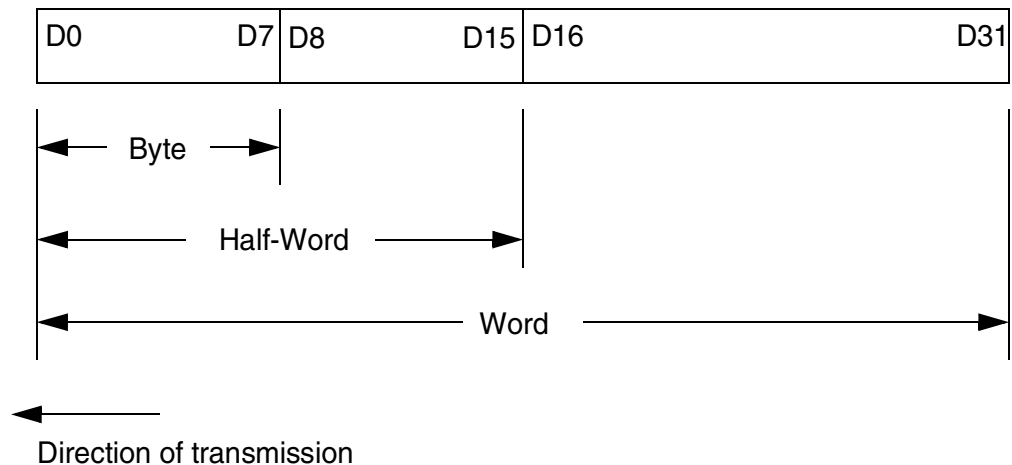 D0 D7 D8 D15 D16 D31
Byte
Half-Word
Word
Direction of transmission